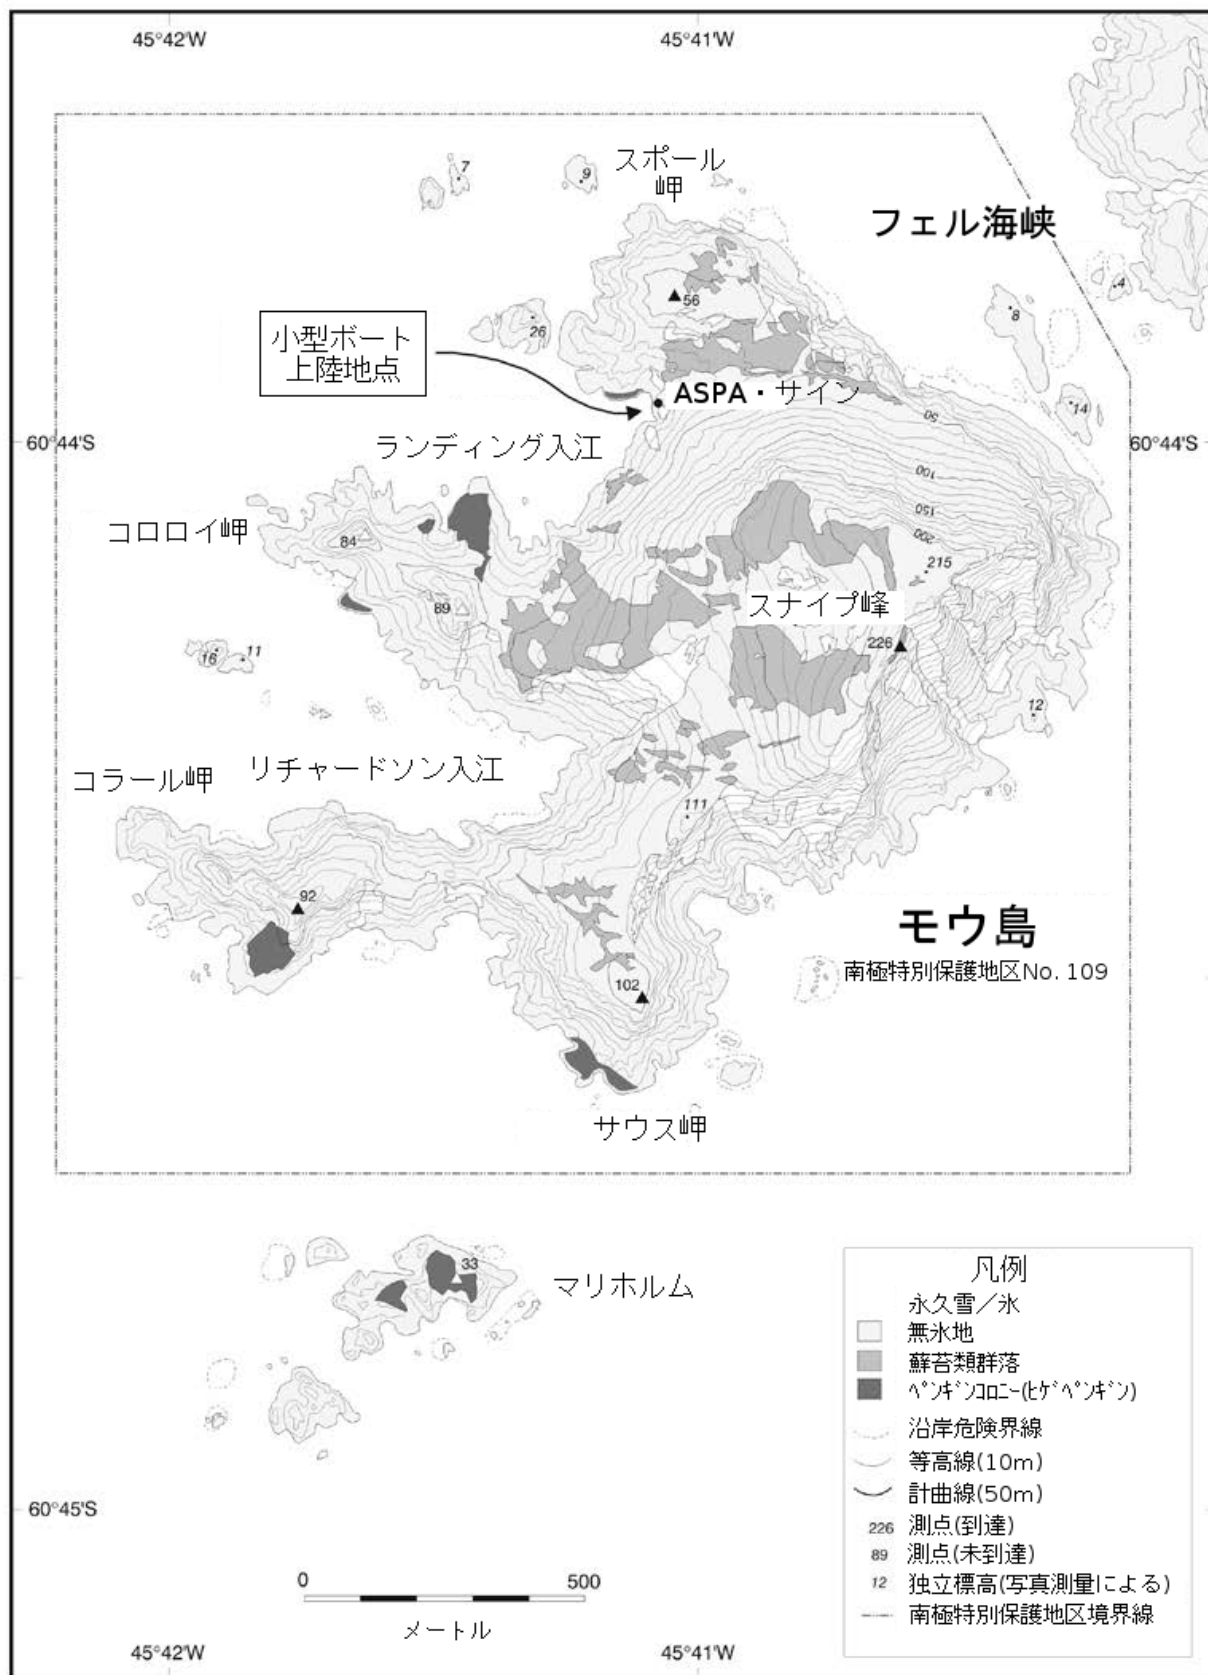 45°42'W
45°41'W
スポール
岬
7
9
フェル海峡
4
56
8
26
小型ボート
上陸地点
ASPA・サイン
14
50
ランディング入江
60°44'S
60°44'S
100
150
200
コロロイ岬
84
215
89
スナイプ峰
226
16
11
12
コラール岬
リチャードソン入江
111
92
モウ島
南極特別保護地区No. 109
102
サウス岬
33
マリホルム
凡例
永久雪／氷
無氷地
蘚苔類群落
ﾍﾟﾝｷﾞﾝｺﾛﾆｰ(ﾋｹﾞﾍﾟﾝｷﾞﾝ)
沿岸危険界線
等高線(10m)
計曲線(50m)
226 測点(到達)
89 測点(未到達)
12 独立標高(写真測量による)
南極特別保護地区境界線
60°45'S
0
500
メートル
45°42'W
45°41'W